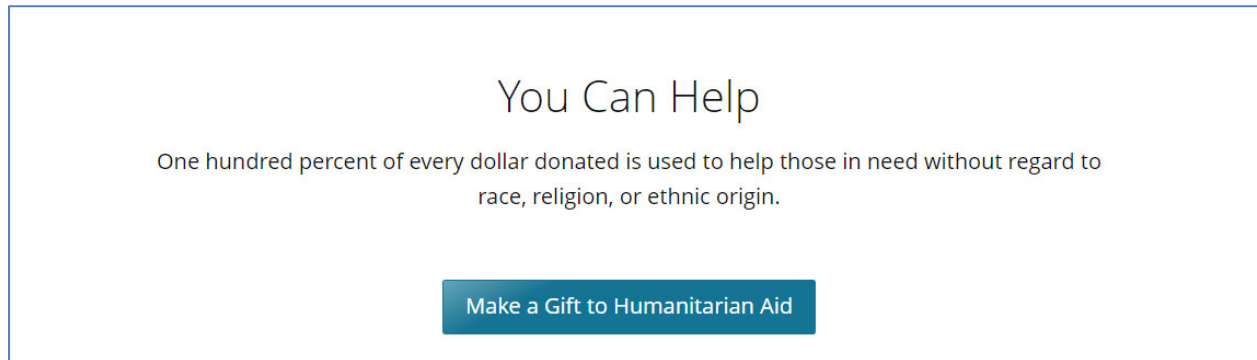 You Can Help
One hundred percent of every dollar donated is used to help those in need without regard to
race, religion, or ethnic origin.
Make a Gift to Humanitarian Aid